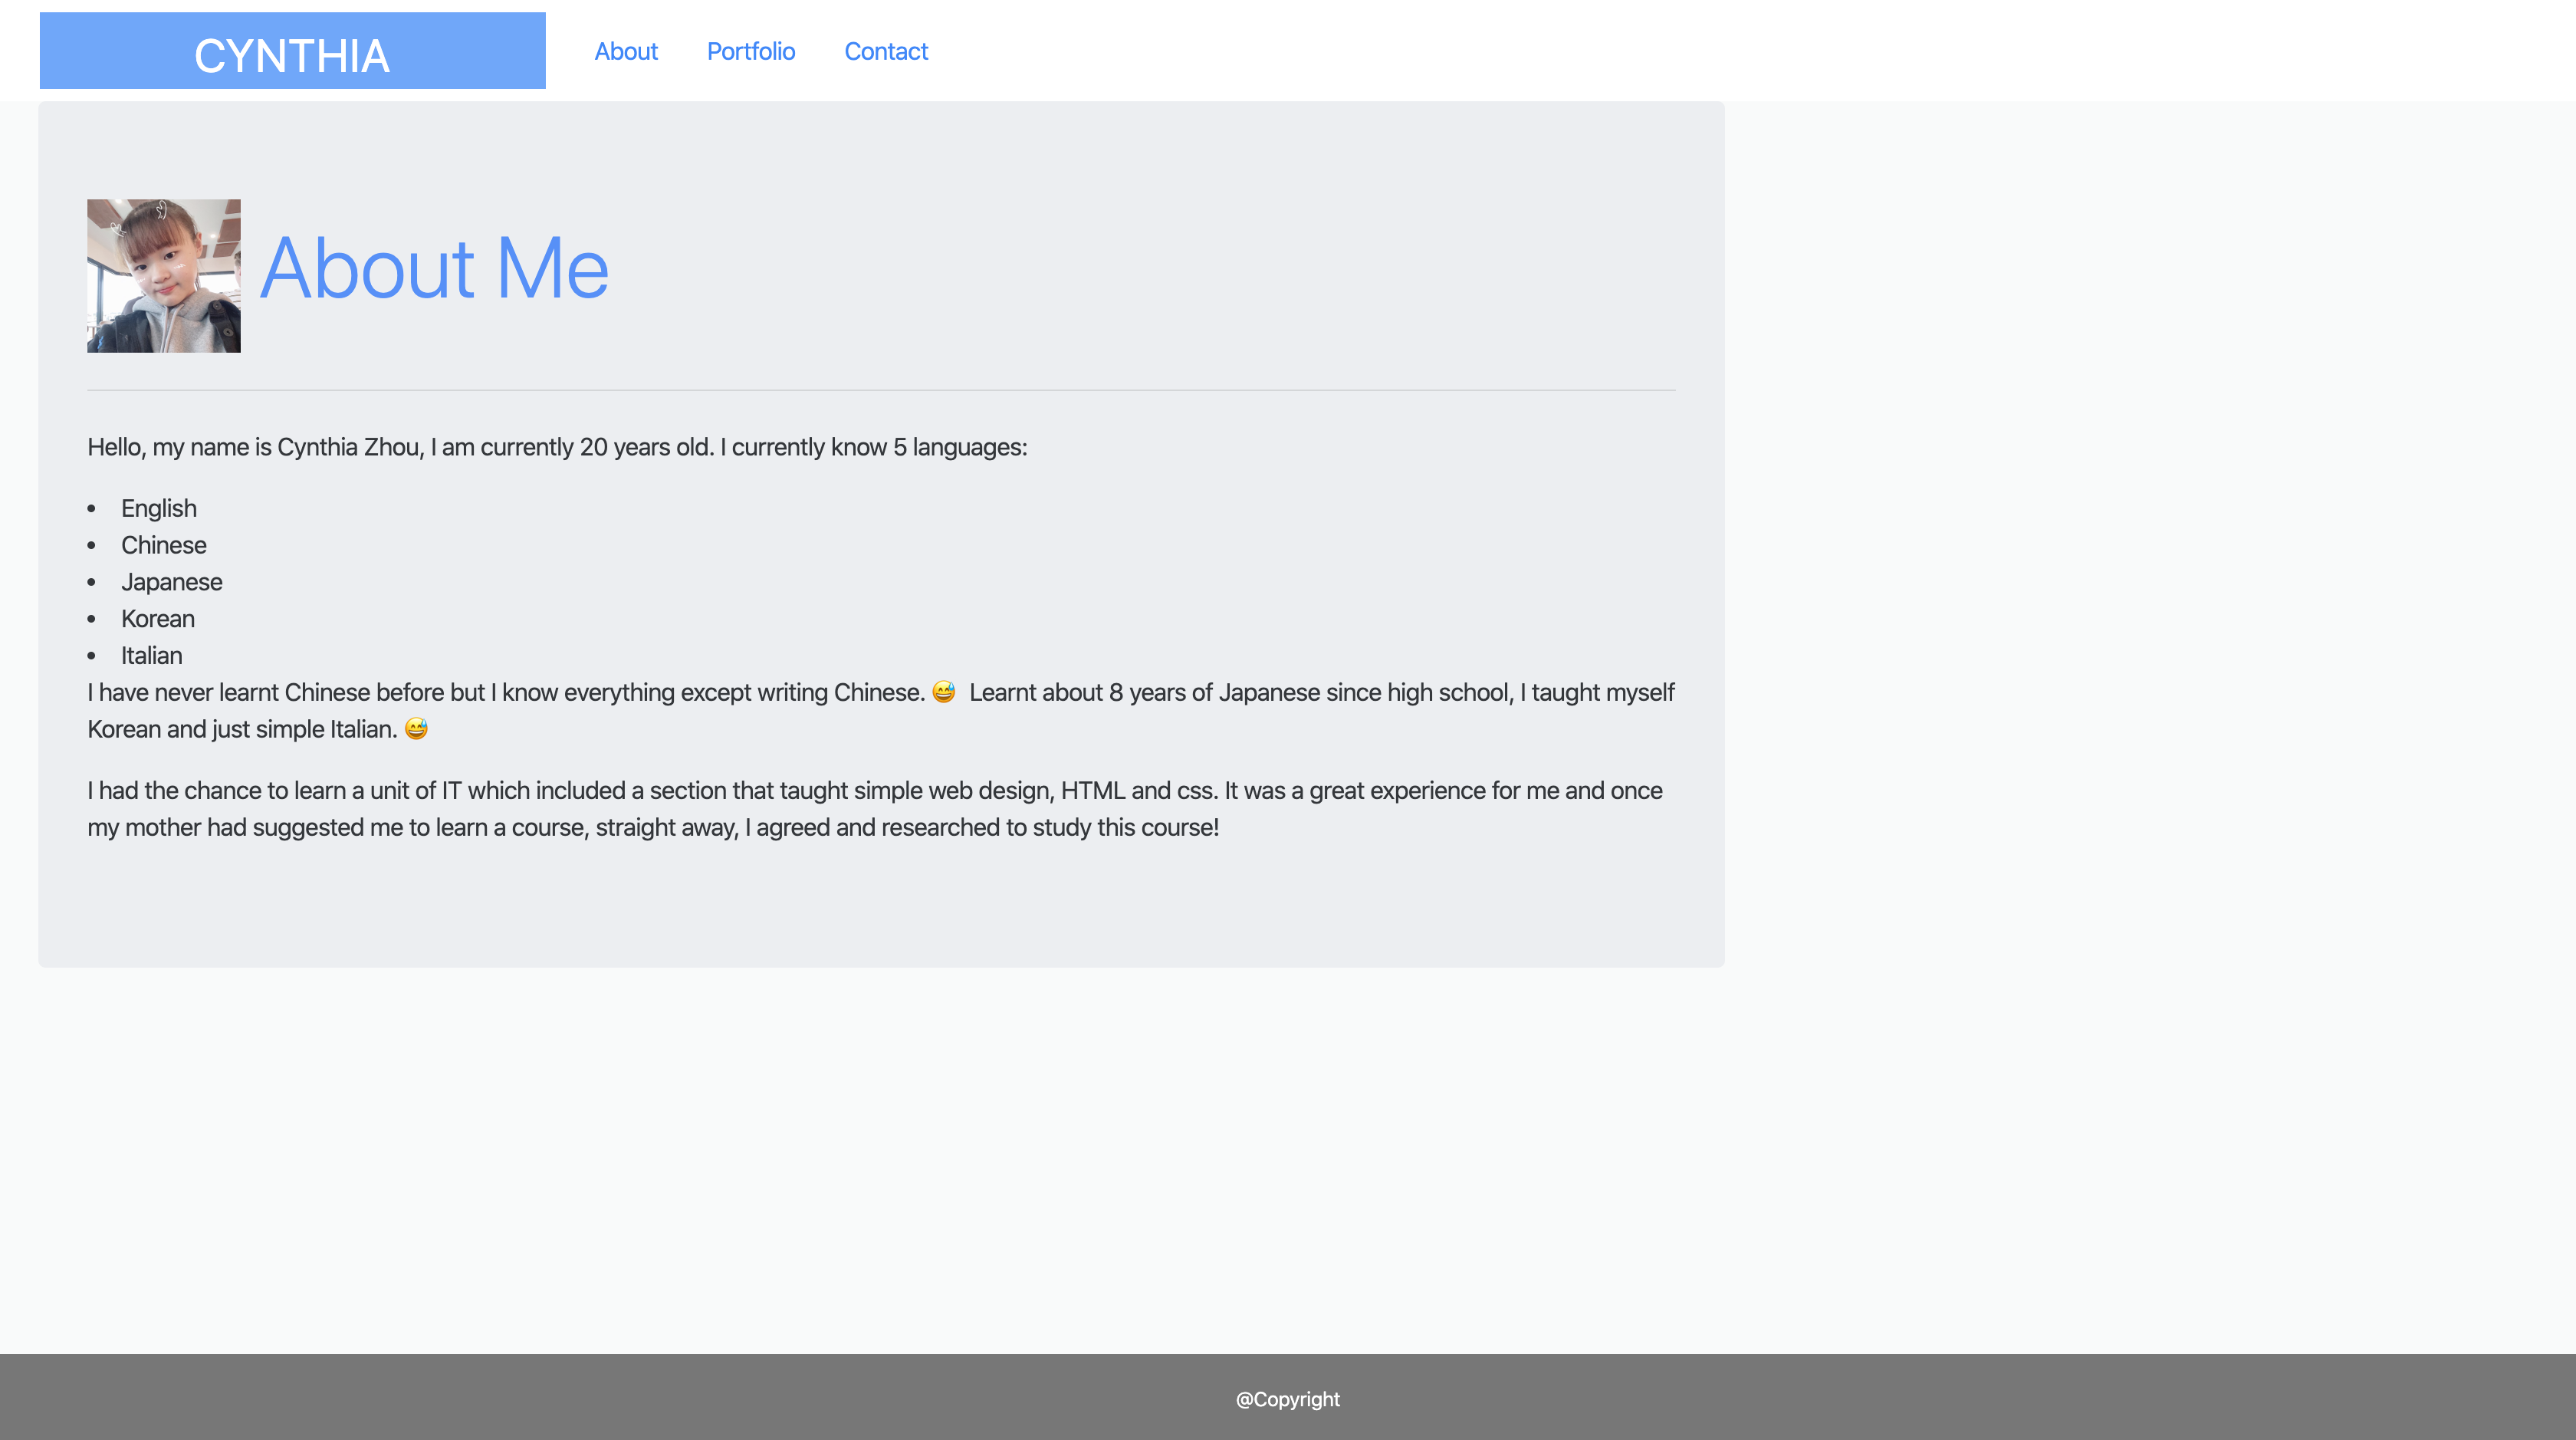 CYNTHIA
About Portfolio Contact
About Me
Hello, my name is Cynthia Zhou, I am currently 20 years old. I currently know 5 languages:
• English
• Chinese
• Japanese
• Korean
• Italian
I have never learnt Chinese before but I know everything except writing Chinese. 😅 Learnt about 8 years of Japanese since high school, I taught myself
Korean and just simple Italian. 😅
I had the chance to learn a unit of IT which included a section that taught simple web design, HTML and css. It was a great experience for me and once
my mother had suggested me to learn a course, straight away, I agreed and researched to study this course!
@Copyright